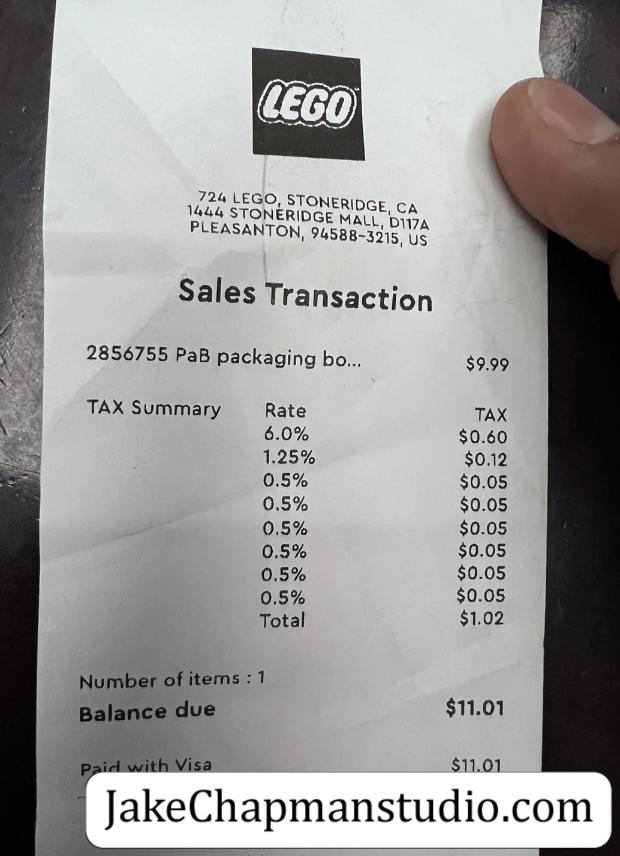 LEGO
724 LEGO, STONERIDGE, CA
1444 STONERIDGE MALL, D117A
PLEASANTON, 94588-3215, US
Sales Transaction
2856755 PaB packaging bo... $9.99
TAX Summary Rate TAX
6.0% $0.60
1.25% $0.12
0.5% $0.05
0.5% $0.05
0.5% $0.05
0.5% $0.05
0.5% $0.05
0.5% $0.05
Total $1.02
Number of items : 1
Balance due $11.01
Paid with Visa $11.01
JakeChapmanstudio.com